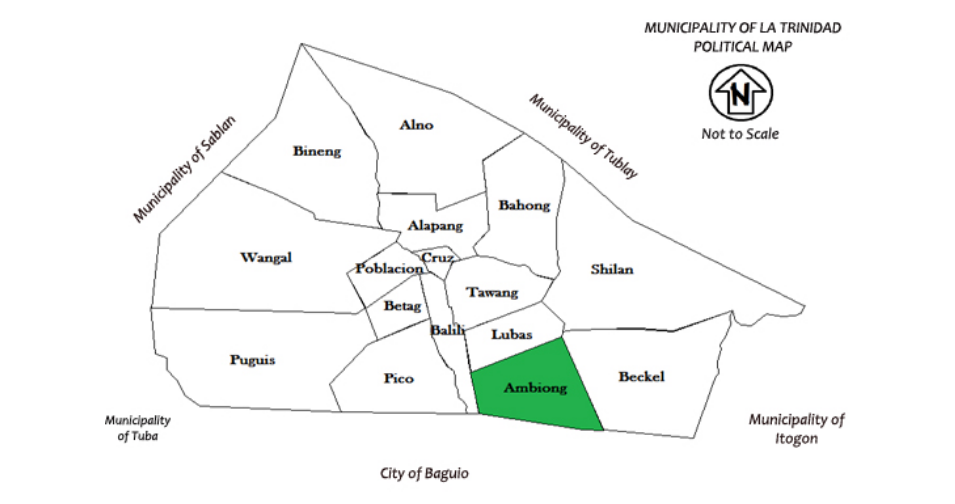 MUNICIPALITY OF LA TRINIDAD
POLITICAL MAP
N
Not to Scale
Municipality of Sablan
Municipality of Tublay
Alno
Bineng
Bahong
Alapang
Wangal
Cruz
Poblacion
Shilan
Tawang
Betag
Balili
Lubas
Puguis
Pico
Ambiong
Beckel
Municipality
of Tuba
Municipality of
Itogon
City of Baguio